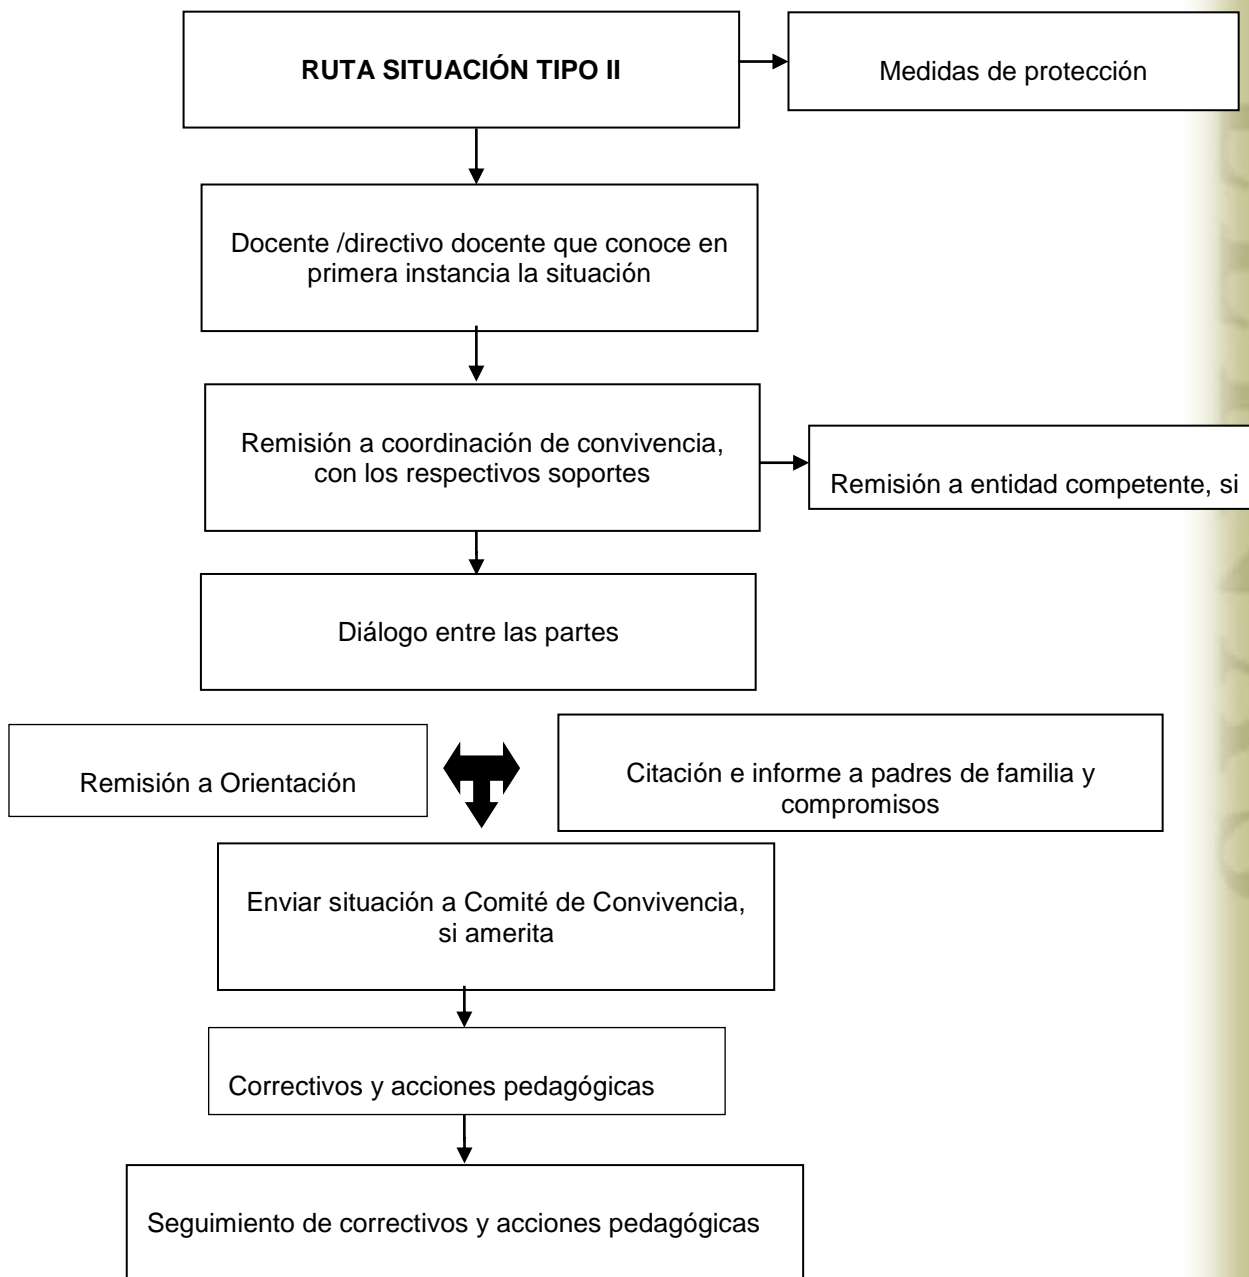 RUTA SITUACIÓN TIPO II
Medidas de protección
Docente /directivo docente que conoce en
primera instancia la situación
Remisión a coordinación de convivencia,
con los respectivos soportes
Remisión a entidad competente, si
Diálogo entre las partes
Remisión a Orientación
Citación e informe a padres de familia y
compromisos
Enviar situación a Comité de Convivencia,
si amerita
Correctivos y acciones pedagógicas
Seguimiento de correctivos y acciones pedagógicas